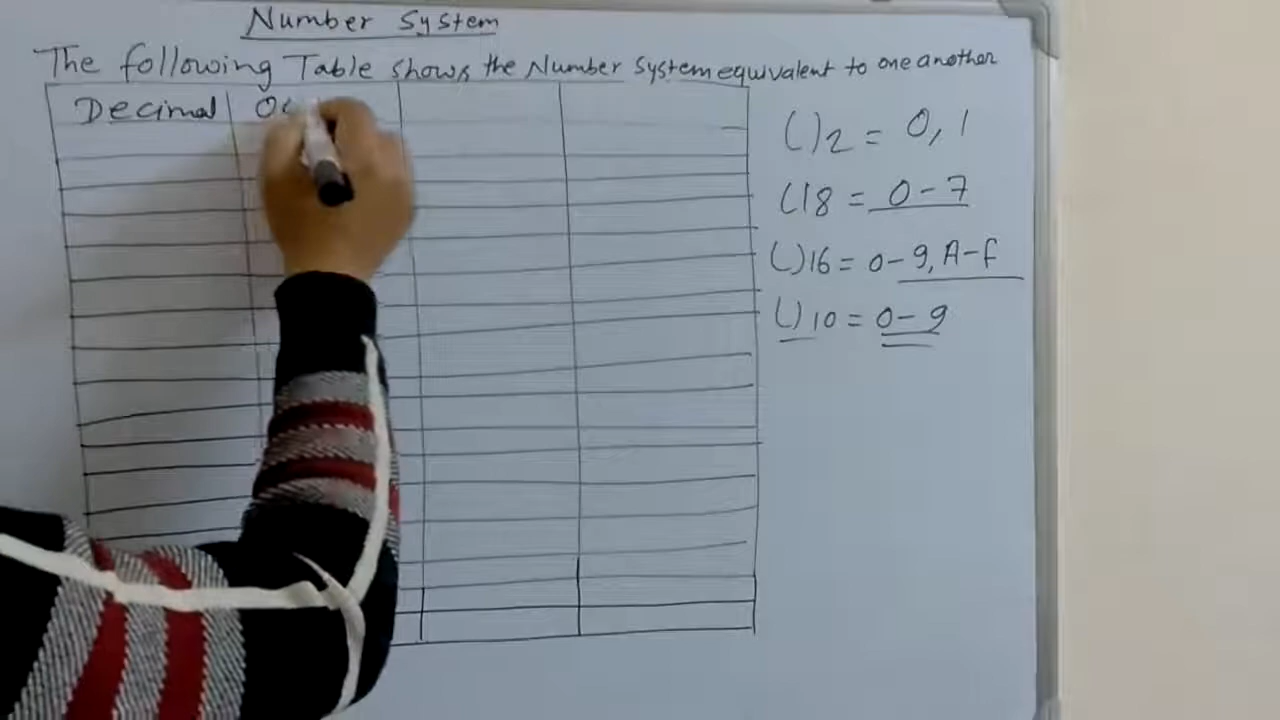 Number System
The following Table shows the Number System equivalent to one another
Decimal
()2 = 0, 1
()8 = 0-7
()16 = 0-9, A-f
()10 = 0-9